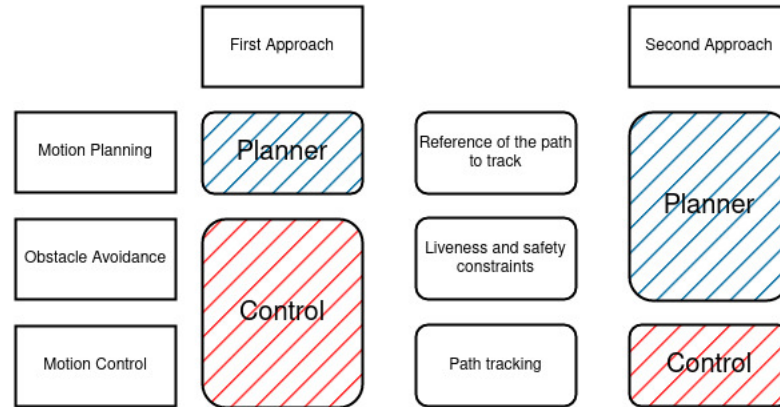 First Approach
Second Approach
Motion Planning
Planner
Reference of the path
to track
Planner
Obstacle Avoidance
Control
Liveness and safety
constraints
Motion Control
Path tracking
Control